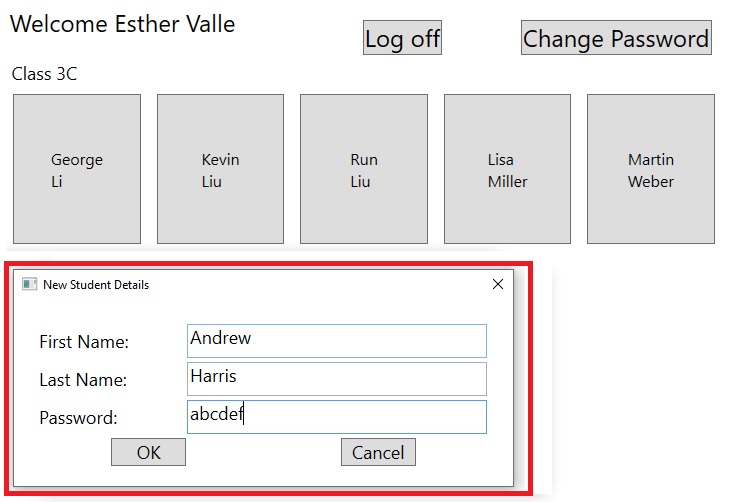 Welcome Esther Valle
Log off
Change Password
Class 3C
George
Li
Kevin
Liu
Run
Liu
Lisa
Miller
Martin
Weber
New Student Details
First Name:
Andrew
Last Name:
Harris
Password:
abcdef
OK
Cancel